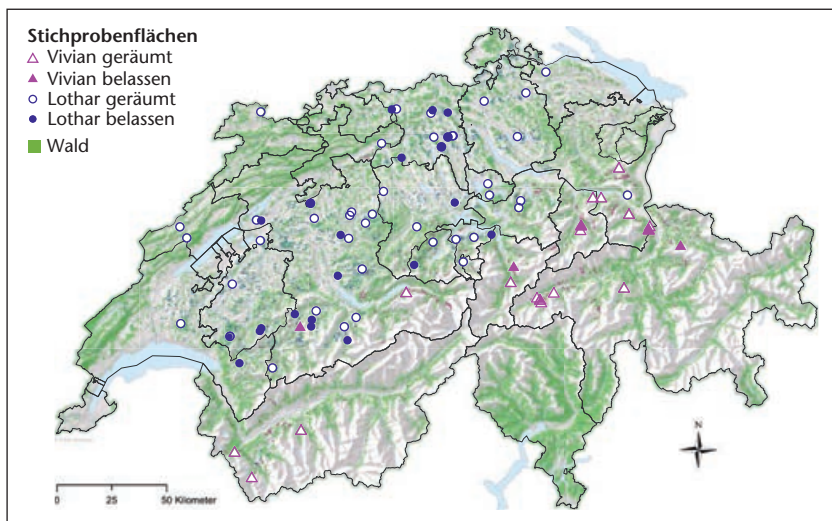 Stichprobenflächen
Vivian geräumt
Vivian belassen
Lothar geräumt
Lothar belassen
Wald
N
0 25 50 Kilometer